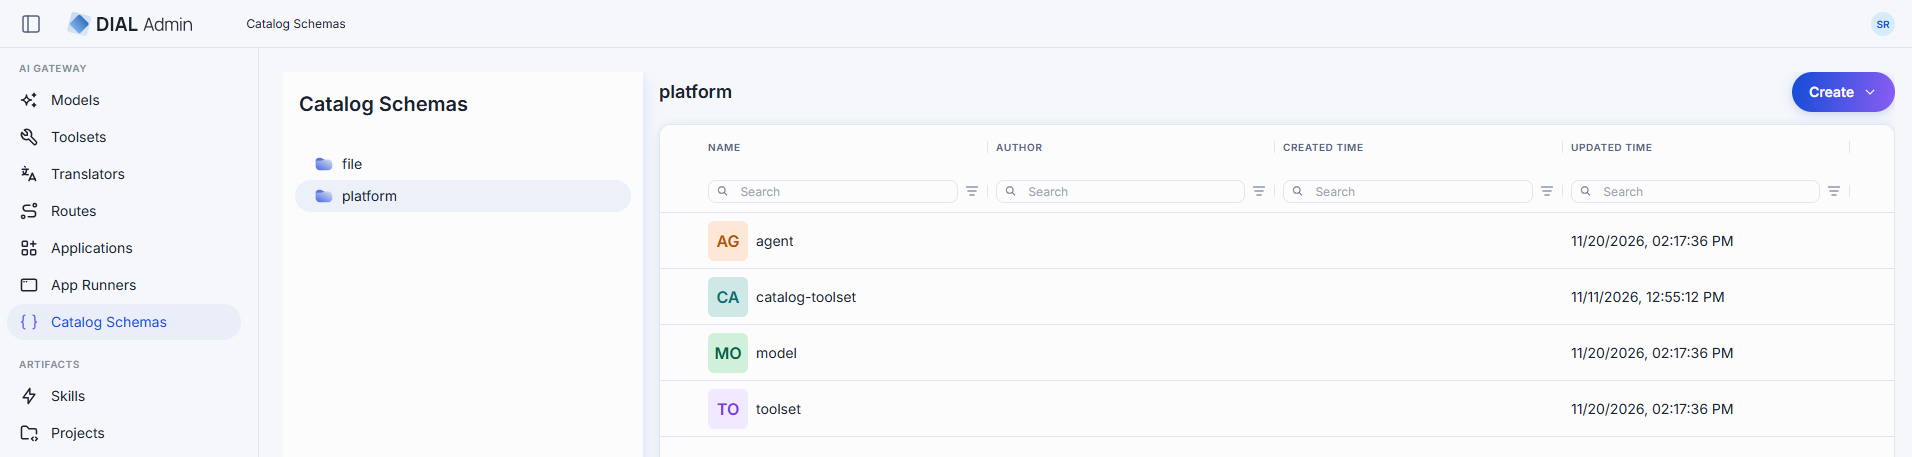 DIAL Admin
Catalog Schemas
SR
AI GATEWAY
Models
Toolsets
Translators
Routes
Applications
App Runners
Catalog Schemas
ARTIFACTS
Skills
Projects
Catalog Schemas
file
platform
platform
Create
NAME AUTHOR CREATED TIME UPDATED TIME
Search Search Search Search
AG agent 11/20/2026, 02:17:36 PM
CA catalog-toolset 11/11/2026, 12:55:12 PM
MO model 11/20/2026, 02:17:36 PM
TO toolset 11/20/2026, 02:17:36 PM